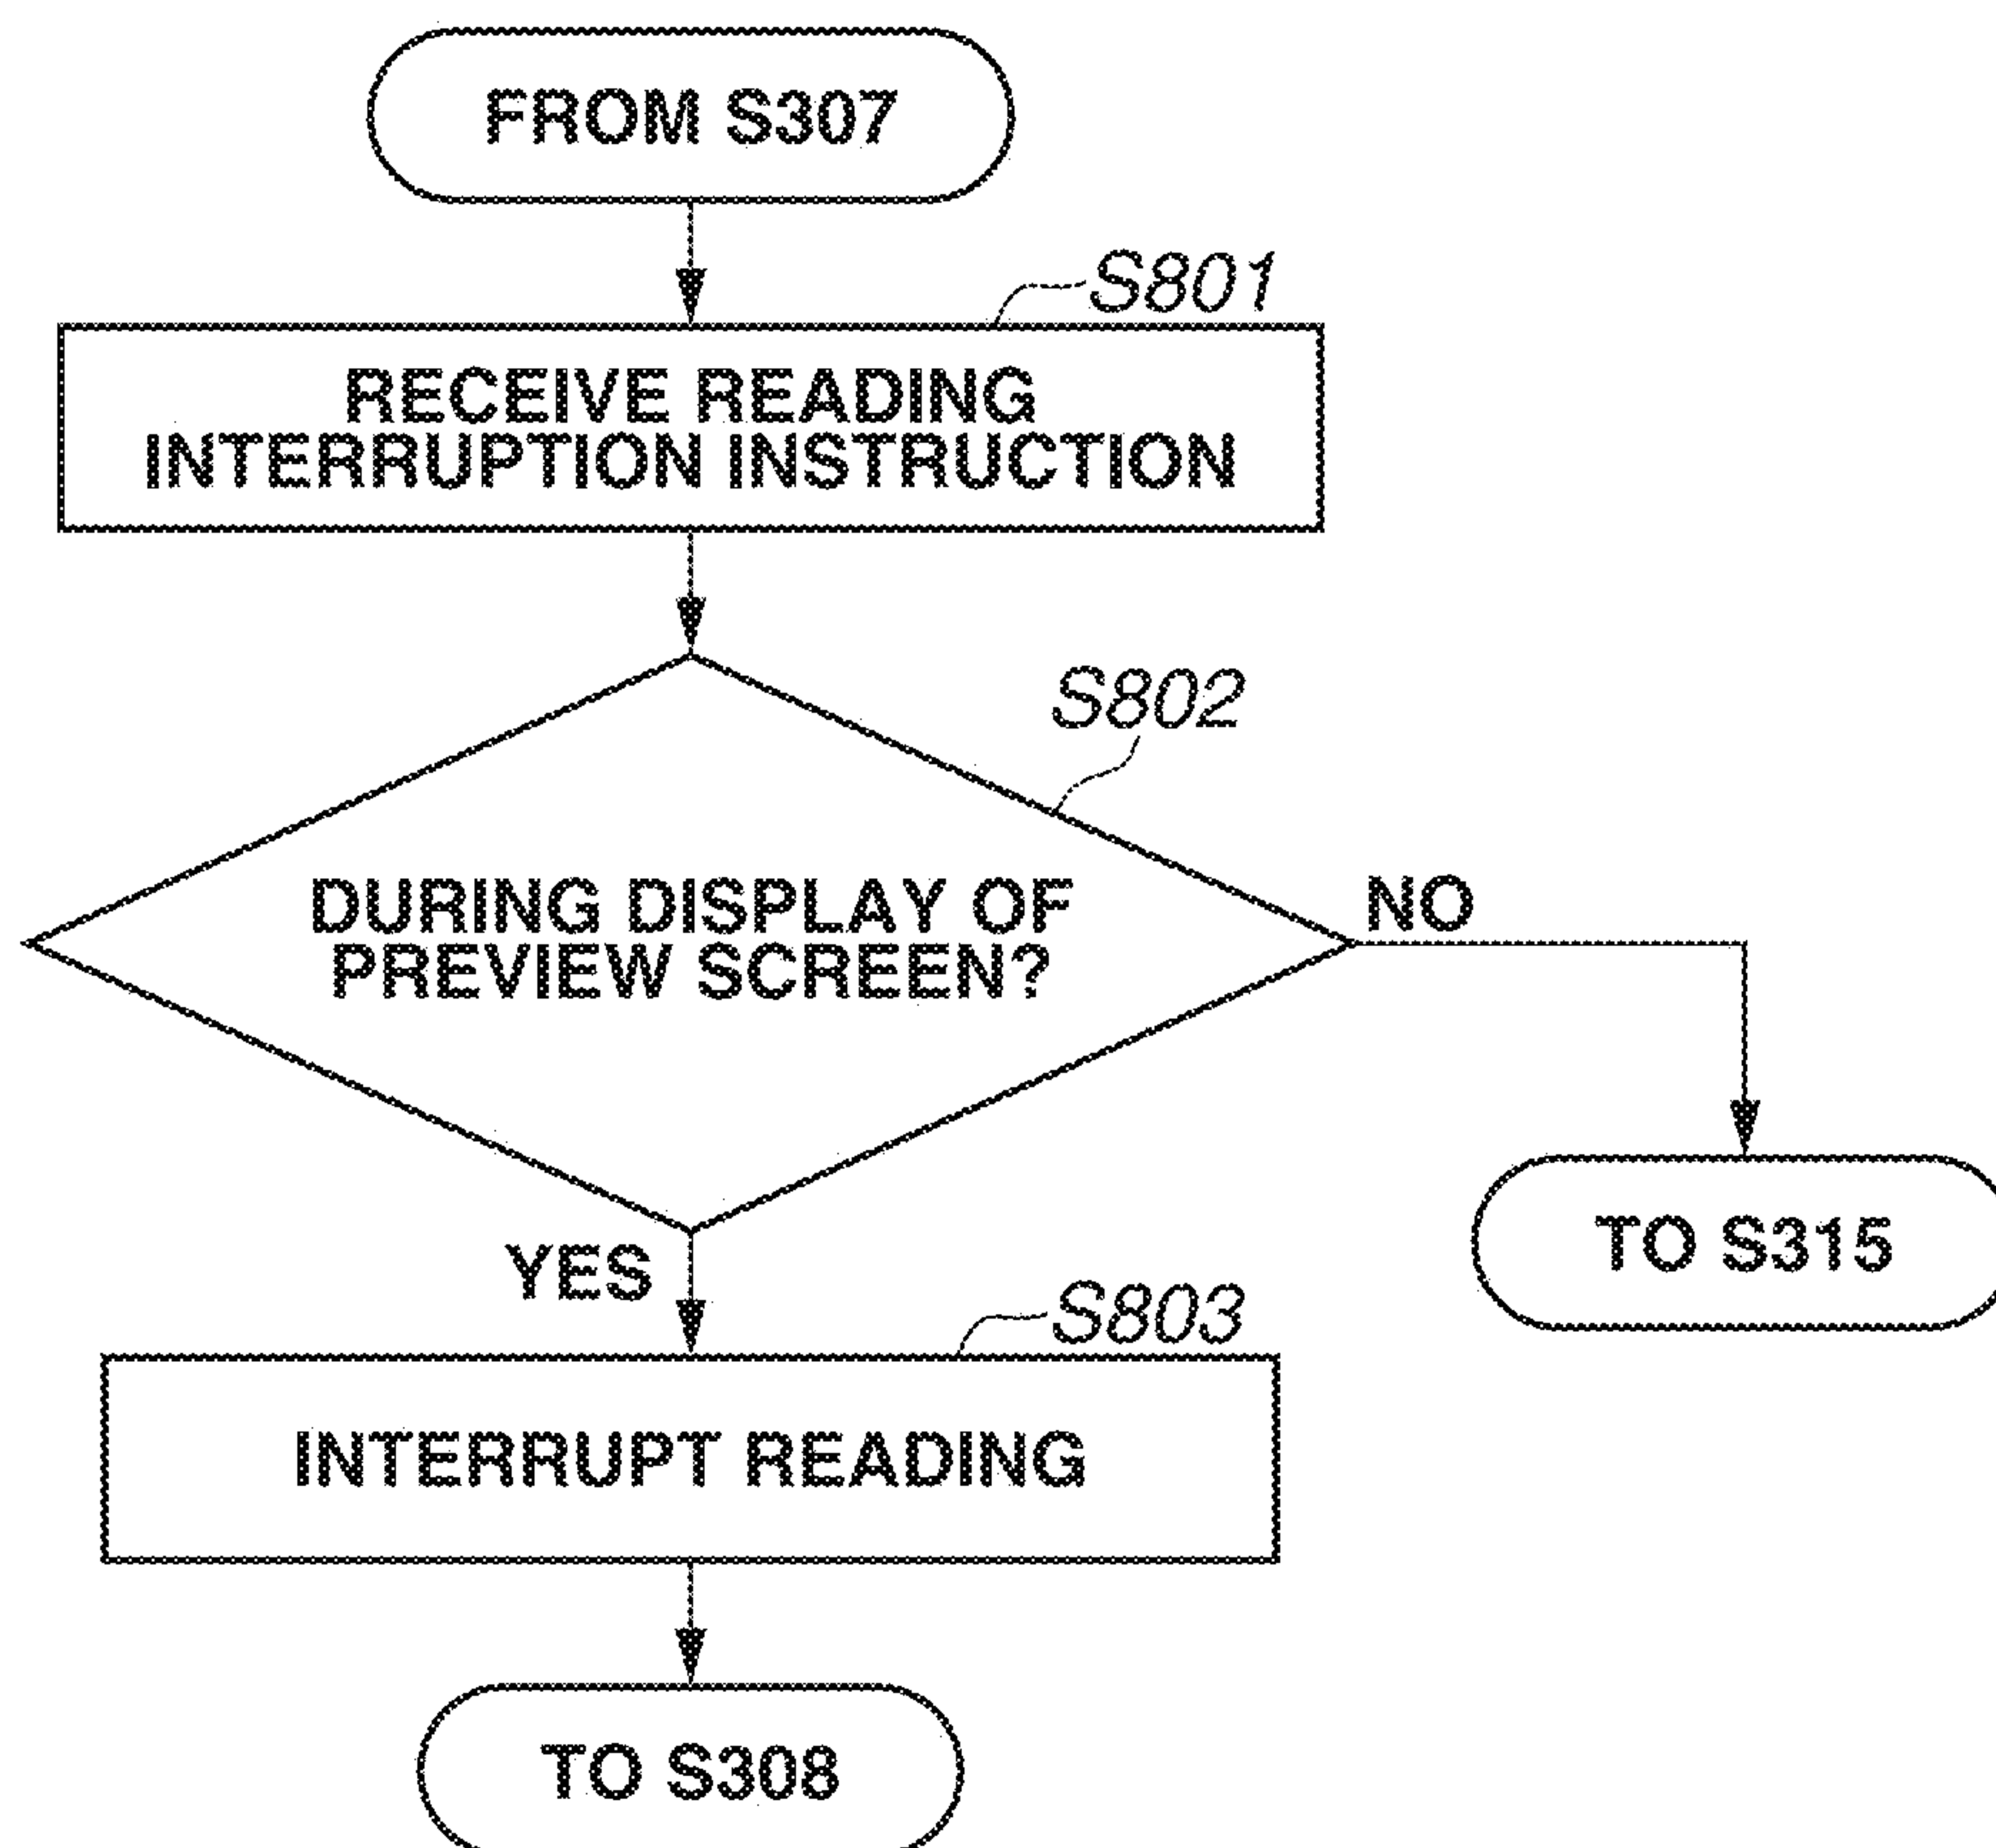 FROM S307
S801
RECEIVE READING
INTERRUPTION INSTRUCTION
S802
DURING DISPLAY OF
PREVIEW SCREEN?
NO
TO S315
YES
S803
INTERRUPT READING
TO S308